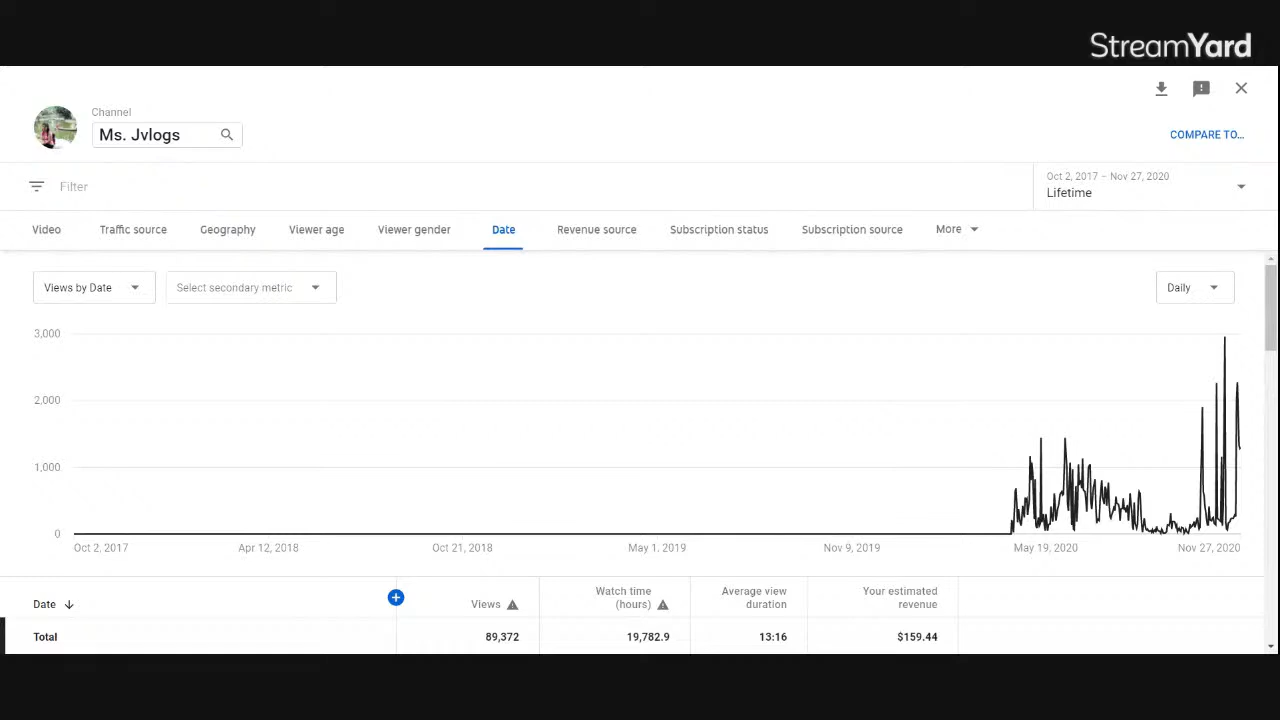 StreamYard
Channel
Ms. Jvlogs
COMPARE TO...
Filter
Oct 2, 2017 – Nov 27, 2020
Lifetime
Video Traffic source Geography Viewer age Viewer gender Date Revenue source Subscription status Subscription source More
Views by Date Select secondary metric Daily
3,000
2,000
1,000
0
Oct 2, 2017 Apr 12, 2018 Oct 21, 2018 May 1, 2019 Nov 9, 2019 May 19, 2020 Nov 27, 2020
Date Views Watch time (hours) Average view duration Your estimated revenue
Total 89,372 19,782.9 13:16 $159.44